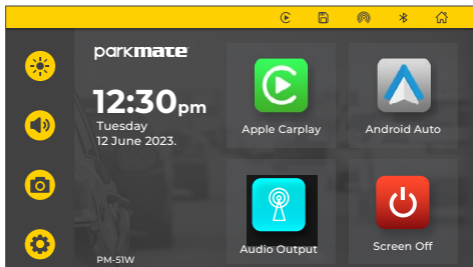 parkmate
12:30pm
Tuesday
12 June 2023.
Apple Carplay
Android Auto
Audio Output
Screen Off
PM-51W